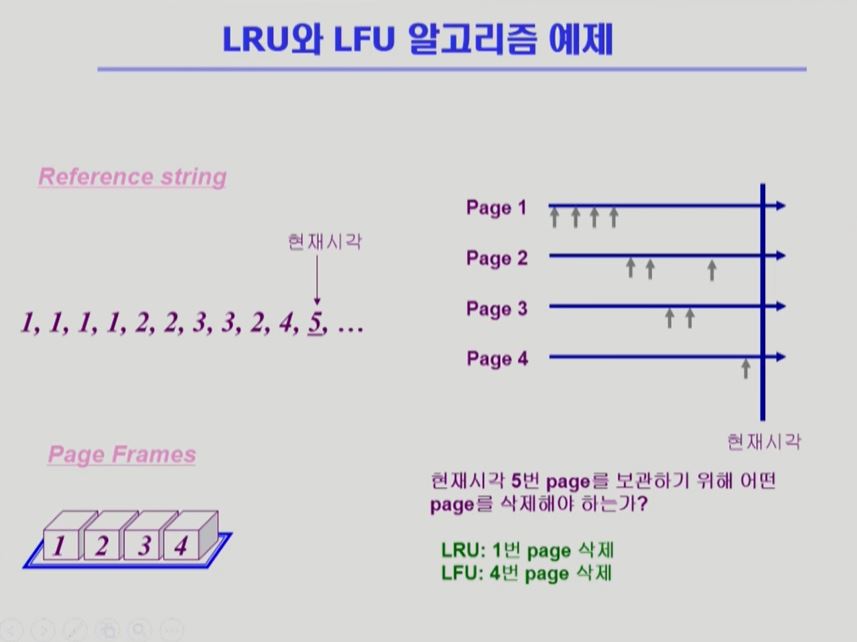 LRU와 LFU 알고리즘 예제
Reference string
현재시각
1, 1, 1, 1, 2, 2, 3, 3, 2, 4, 5, ...
Page Frames
1 2 3 4
Page 1
Page 2
Page 3
Page 4
현재시각
현재시각 5번 page를 보관하기 위해 어떤
page를 삭제해야 하는가?
LRU: 1번 page 삭제
LFU: 4번 page 삭제